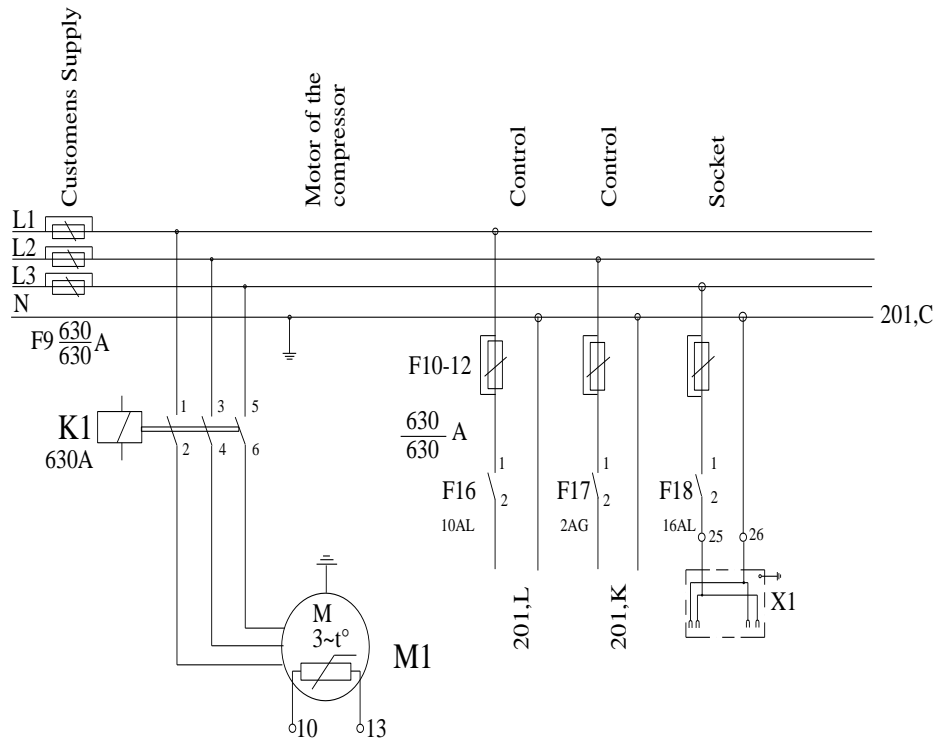 Customens Supply
Motor of the
compressor
Control
Control
Socket
L1
L2
L3
N
201,C
F9 630/630 A
F10-12
630/630 A
K1
630A
1
3
5
2
4
6
F16
1
2
10AL
F17
1
2
2AG
F18
1
2
16AL
25
26
201,L
201,K
X1
M
3~t°
M1
10
13